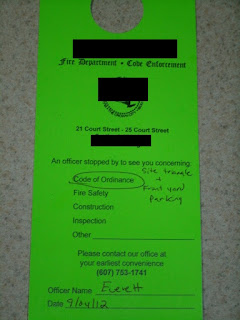 Fire Department • Code Enforcement
21 Court Street - 25 Court Street
An officer stopped by to see you concerning:
Code of Ordinance
Site triangle
+
Front yard
parking
Fire Safety
Construction
Inspection
Other
Please contact our office at
your earliest convenience
(607) 753-1741
Officer Name Everett
Date 9/04/12